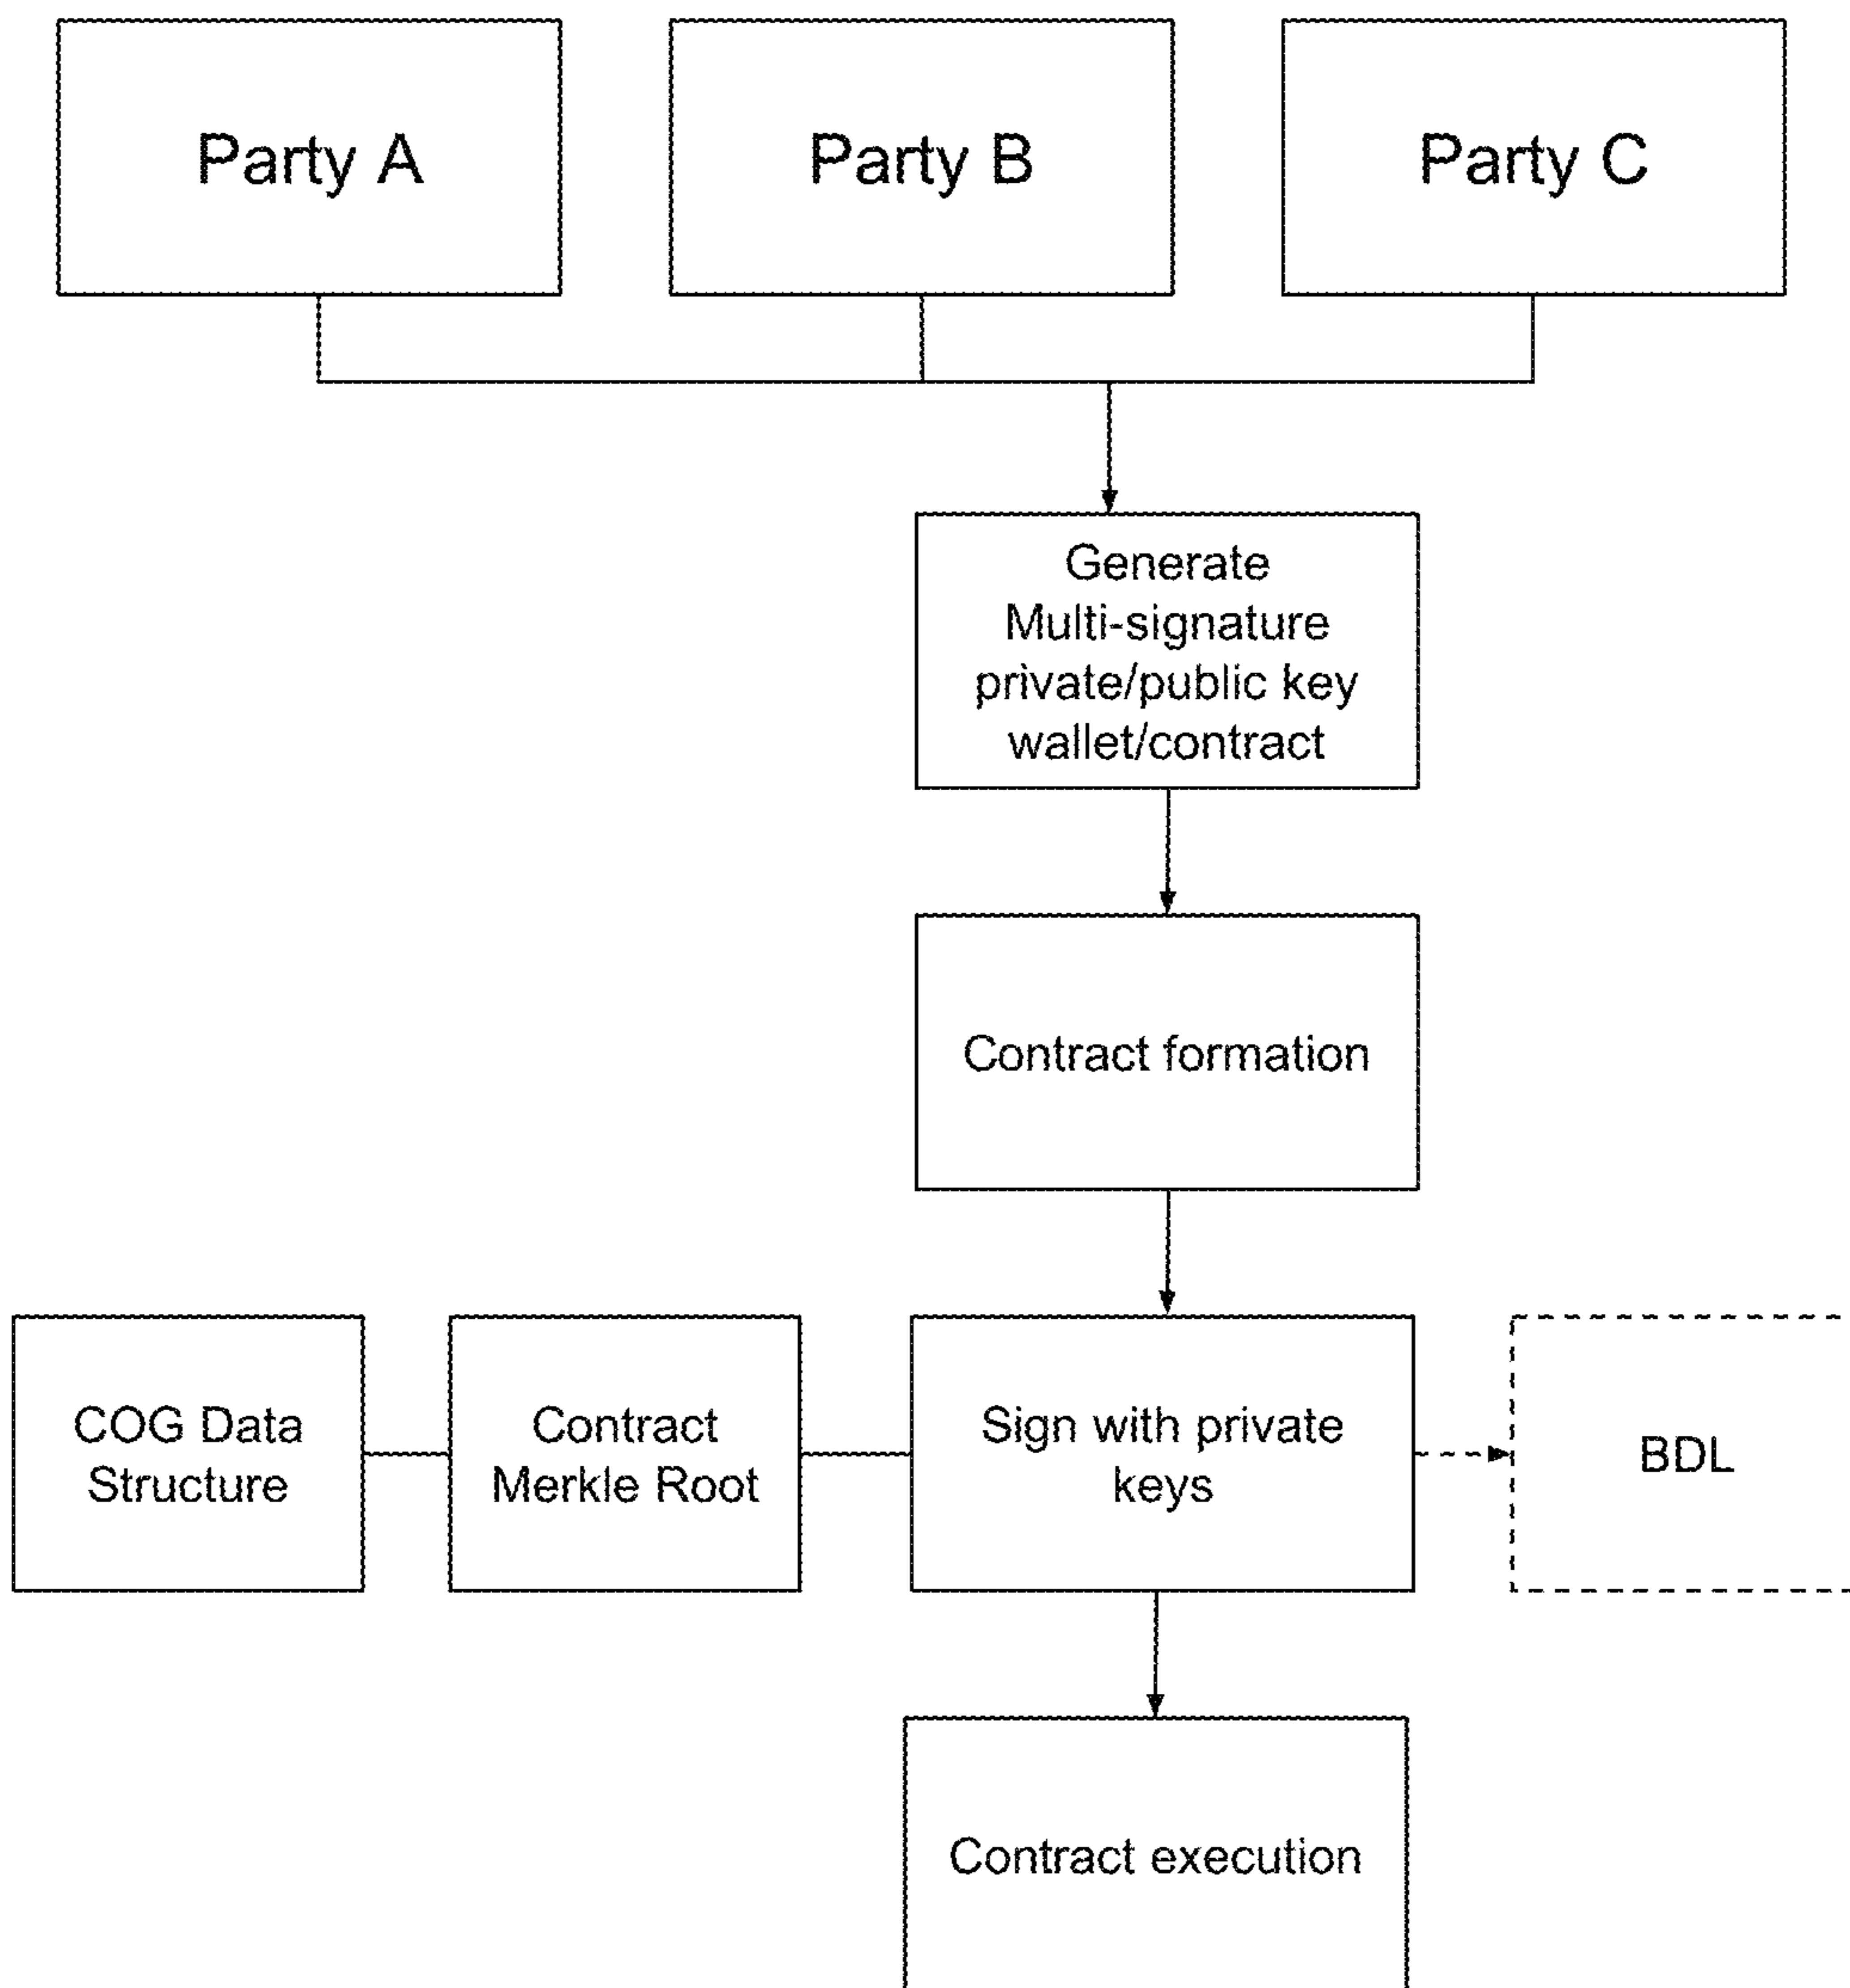 Party A
Party B
Party C
Generate
Multi-signature
private/public key
wallet/contract
Contract formation
COG Data
Structure
Contract
Merkle Root
Sign with private
keys
BDL
Contract execution